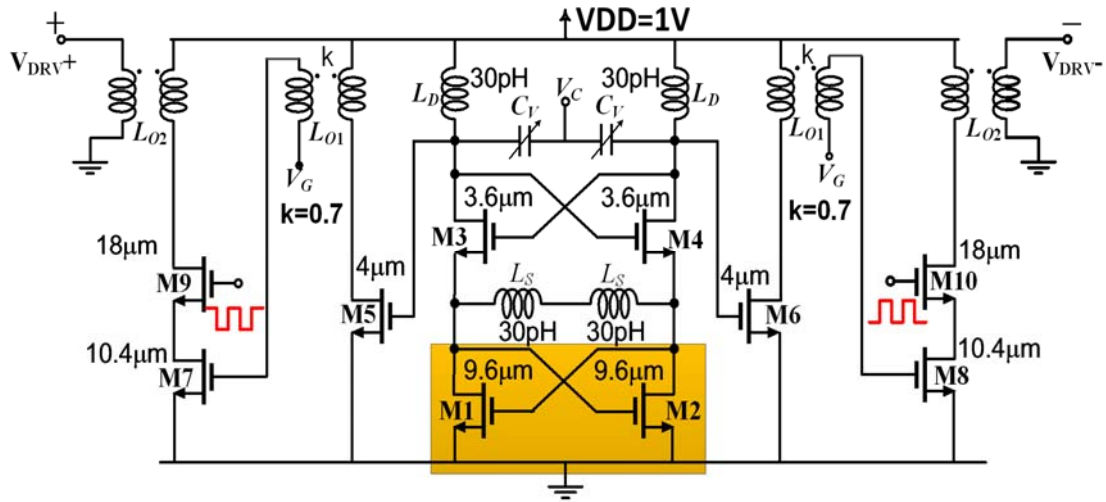 VDD=1V
+
−
V_DRV+
V_DRV-
k
k
30pH
30pH
L_D
L_D
V_C
C_V
C_V
L_O2
L_O1
L_O1
L_O2
V_G
V_G
k=0.7
k=0.7
3.6μm
3.6μm
M3
M4
18μm
18μm
M9
M10
4μm
4μm
M5
M6
L_S
L_S
30pH
30pH
10.4μm
10.4μm
M7
M8
9.6μm
9.6μm
M1
M2